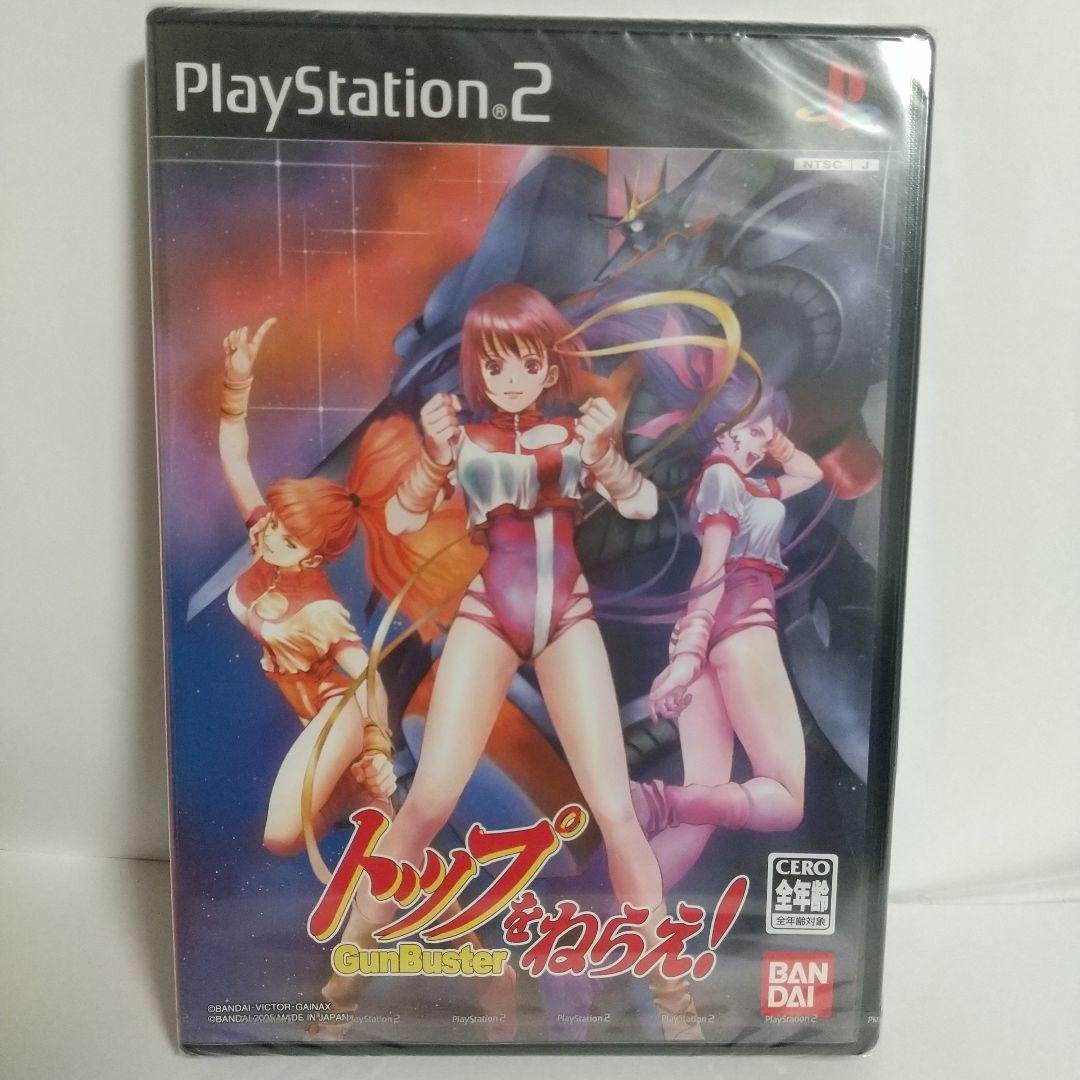 PlayStation®2
NTSC J
トップをねらえ!
GunBuster
CERO
全年齢
全年齢対象
BAN
DAI
©BANDAI・VICTOR・GAINAX
©BANDAI 2005 MADE IN JAPAN
PlayStation 2 PlayStation 2 PlayStation 2 PlayStation 2 PlayStation 2